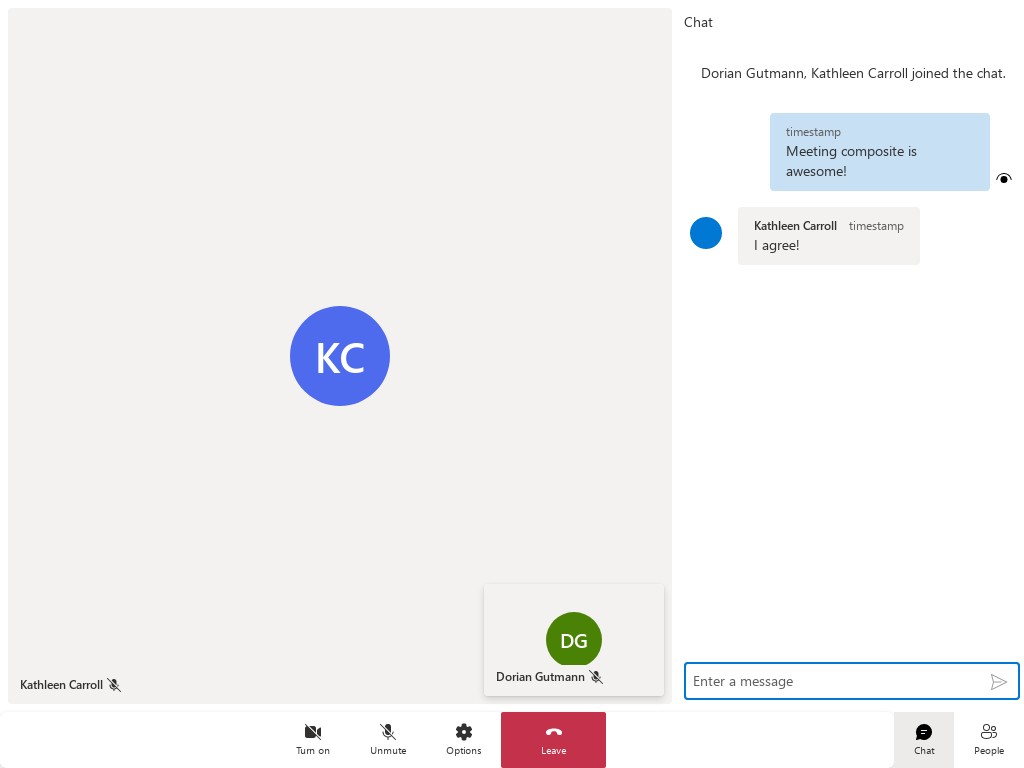 Chat
Dorian Gutmann, Kathleen Carroll joined the chat.
timestamp
Meeting composite is
awesome!
Kathleen Carroll timestamp
I agree!
KC
DG
Kathleen Carroll
Dorian Gutmann
Enter a message
Turn on
Unmute
Options
Leave
Chat
People